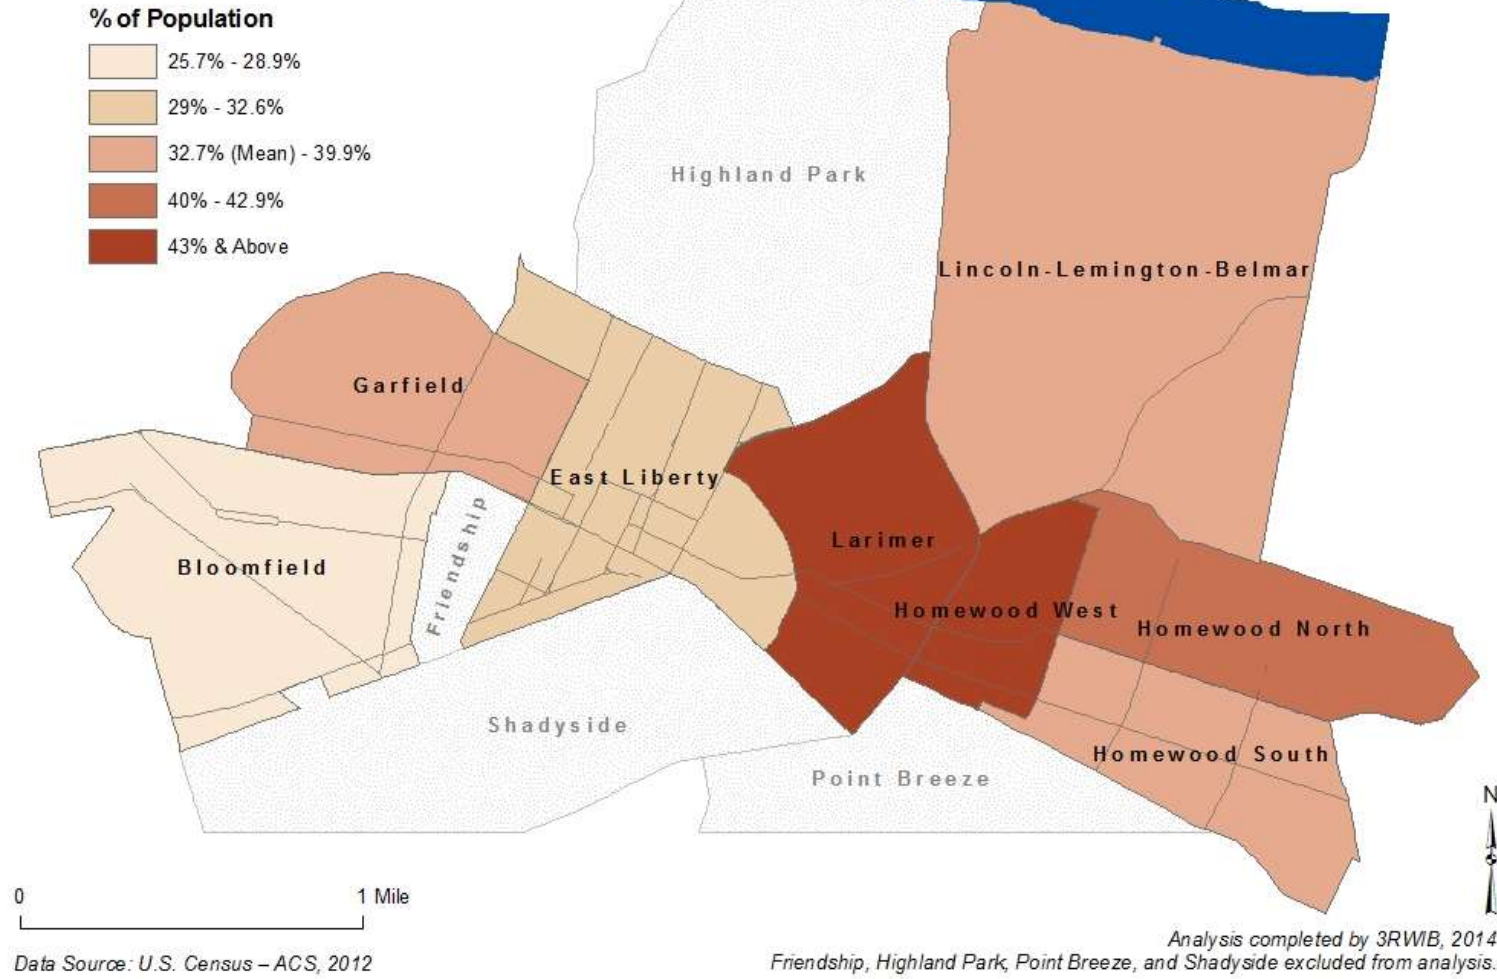 % of Population
25.7% - 28.9%
29% - 32.6%
32.7% (Mean) - 39.9%
40% - 42.9%
43% & Above
Highland Park
Lincoln-Lemington-Belmar
Garfield
East Liberty
Friendship
Larimer
Bloomfield
Homewood West
Homewood North
Shadyside
Homewood South
Point Breeze
N
0 1 Mile
Analysis completed by 3RWIB, 2014
Data Source: U.S. Census – ACS, 2012
Friendship, Highland Park, Point Breeze, and Shadyside excluded from analysis.